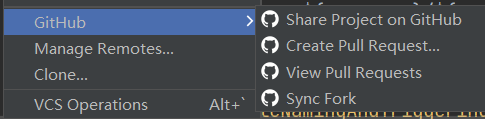 GitHub
Manage Remotes...
Clone...
VCS Operations Alt+`
Share Project on GitHub
Create Pull Request...
View Pull Requests
Sync Fork